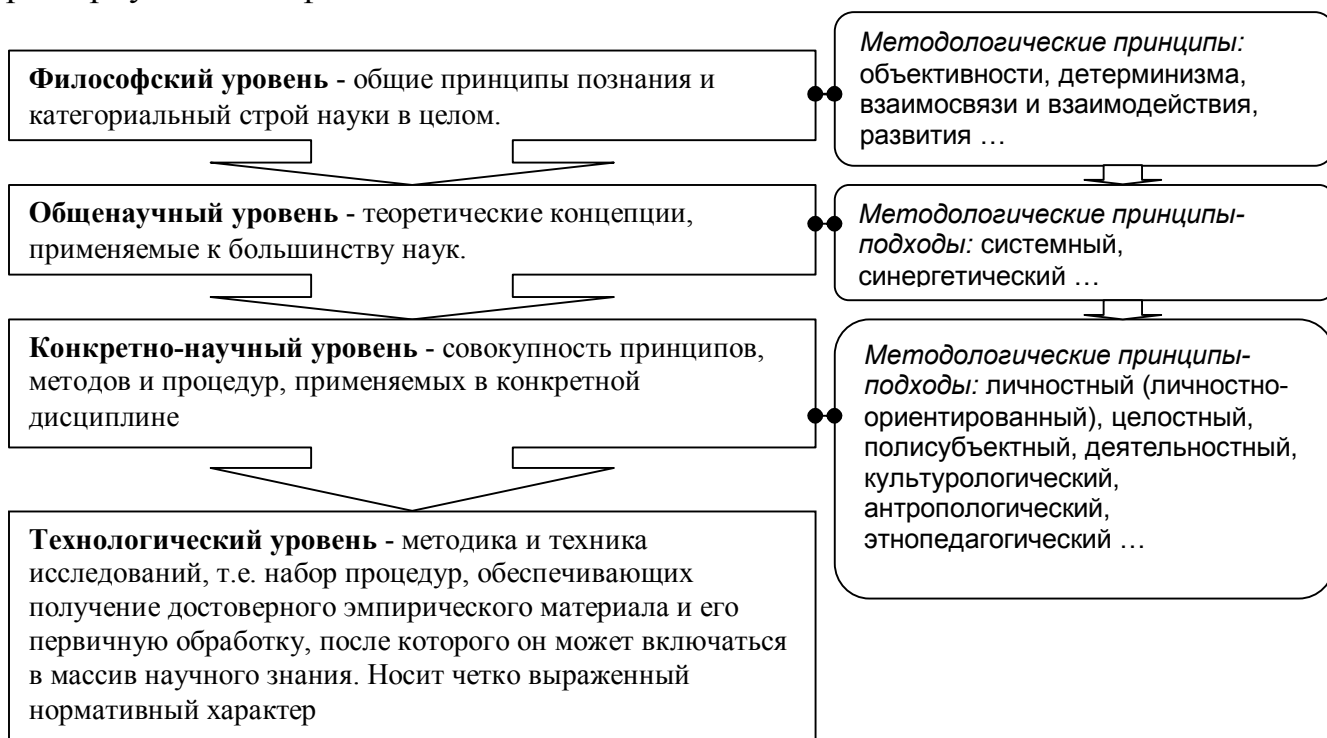 Философский уровень - общие принципы познания и
категориальный строй науки в целом.
Методологические принципы:
объективности, детерминизма,
взаимосвязи и взаимодействия,
развития …
Общенаучный уровень - теоретические концепции,
применяемые к большинству наук.
Методологические принципы-
подходы: системный,
синергетический …
Конкретно-научный уровень - совокупность принципов,
методов и процедур, применяемых в конкретной
дисциплине
Методологические принципы-
подходы: личностный (личностно-
ориентированный), целостный,
полисубъектный, деятельностный,
культурологический,
антропологический,
этнопедагогический …
Технологический уровень - методика и техника
исследований, т.е. набор процедур, обеспечивающих
получение достоверного эмпирического материала и его
первичную обработку, после которого он может включаться
в массив научного знания. Носит четко выраженный
нормативный характер